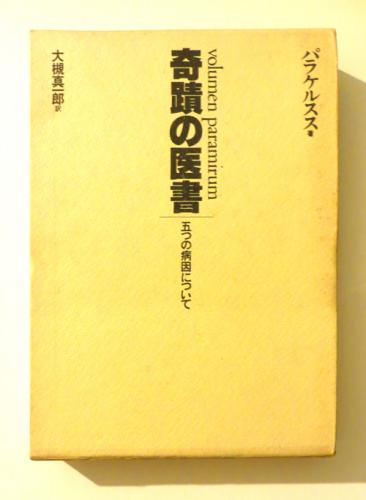 パラケルスス著
volumen paramirum
奇蹟の医書
五つの病因について
大槻真一郎訳